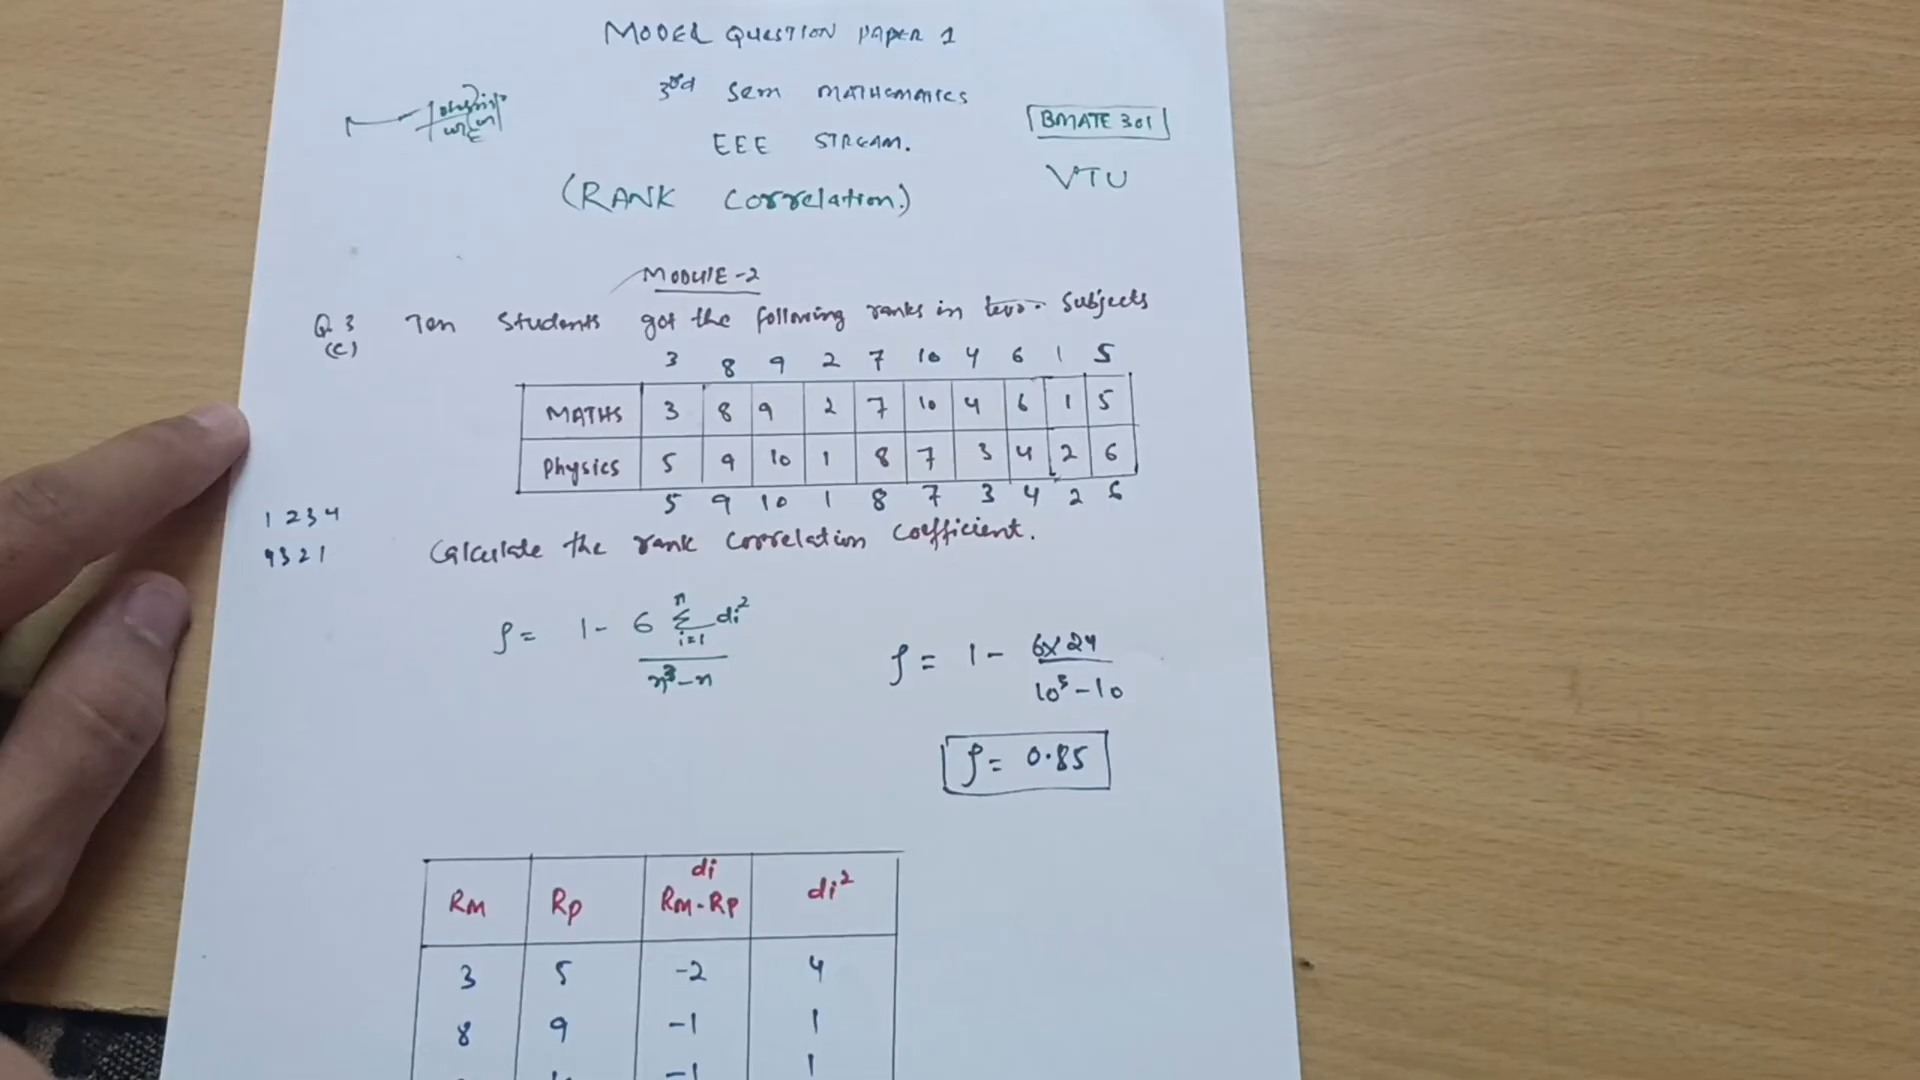 MODEL QUESTION PAPER 1
3rd Sem MATHEMATICS
BMATE 301
EEE STREAM.
VTU
(RANK Correlation.)
MODULE-2
Q.3 Ten Students got the following ranks in two. Subjects
(c)
3 8 9 2 7 10 4 6 1 5
MATHS 3 8 9 2 7 10 4 6 1 5
Physics 5 9 10 1 8 7 3 4 2 6
5 9 10 1 8 7 3 4 2 6
1 2 3 4
4 3 2 1
Calculate the rank correlation coefficient.
ρ = 1 - 6 Σ di²
n
i=1
n³-n
ρ = 1 - 6x24
10³-10
ρ = 0.85
Rm Rp di Rm-Rp di²
3 5 -2 4
8 9 -1 1
-1 1